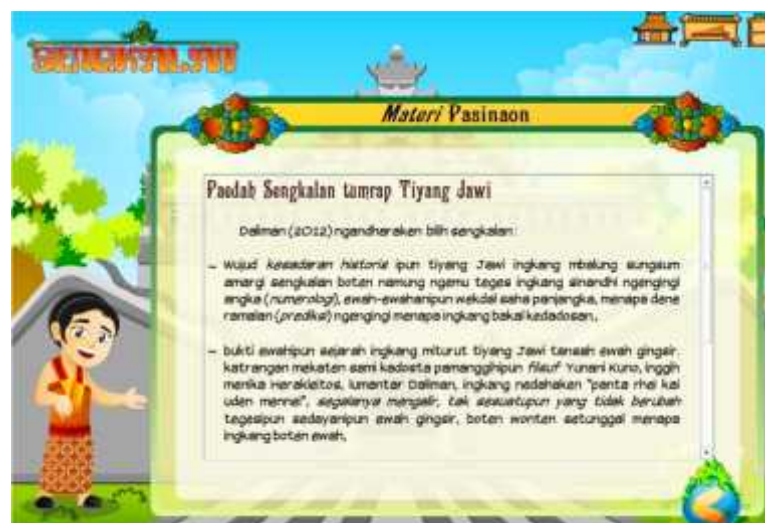 SENGKALAN
Materi Pasinaon
Paedah Sengkalan tumrap Tiyang Jawi
Daliman (2012) ngandharaken bilih sengkalan:
- Wujud kesadaran historis ipun tiyang Jawi ingkang mbalung sungsum
amargi sengkalan boten namung ngemu teges ingkang sinandhi ngengingi
angka (numerologi), ewah-ewahanipun wekdal saha panjangka, menapa dene
ramalan (prediksi) ngengingi menapa ingkang bakal kedadosan.
- bukti ewahipun sejarah ingkang miturut tiyang Jawi tansah ewah gingsir.
katrangan mekaten sami kadosta pamanggihipun filsuf Yunani Kuno, inggih
menika Herakleitos, lumantar Daliman, ingkang nedahaken "panta rhei kai
uden mennei", segalanya mengalir, tak sesuatupun yang tidak berubah
tegesipun sedayanipun ewah gingsir, boten wonten setunggal menapa
ingkang boten ewah.